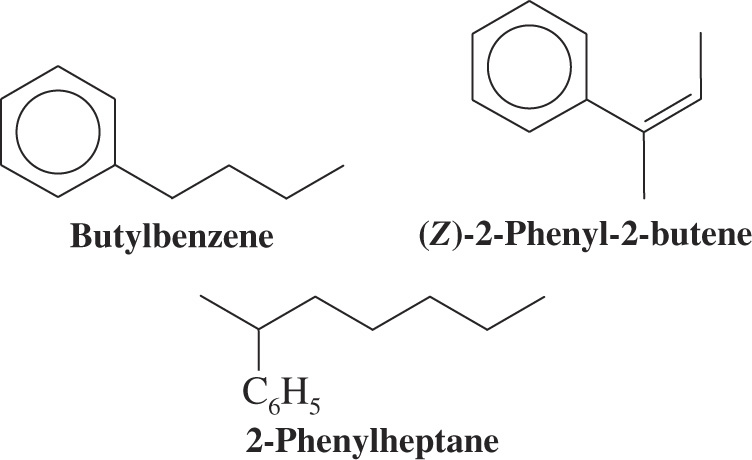 Butylbenzene
(Z)-2-Phenyl-2-butene
C₆H₅
2-Phenylheptane